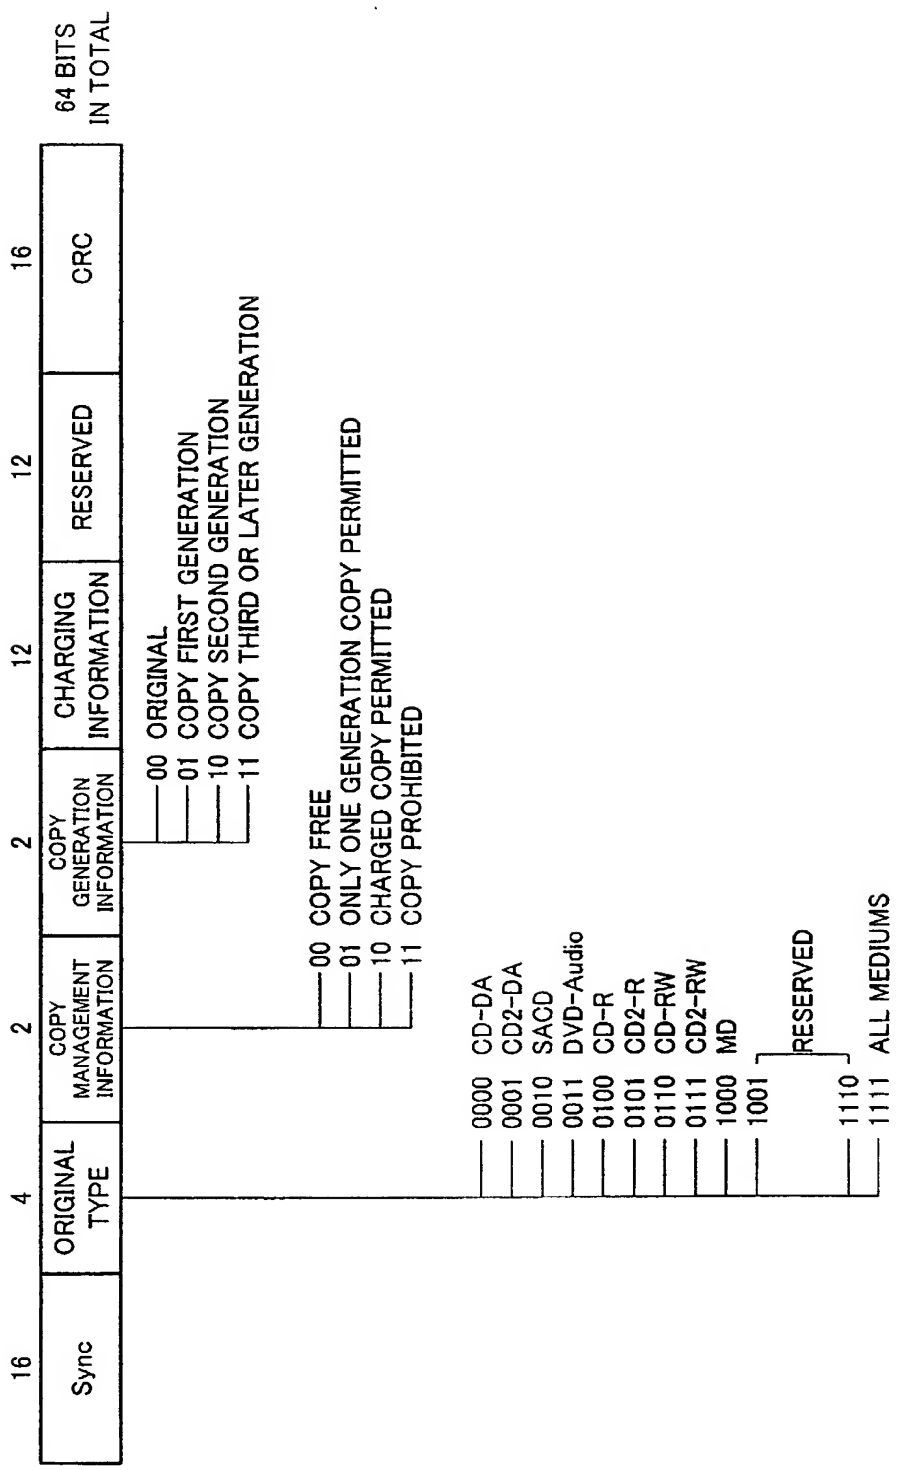 16
4
2
2
12
12
16
Sync
ORIGINAL
TYPE
COPY
MANAGEMENT
INFORMATION
COPY
GENERATION
INFORMATION
CHARGING
INFORMATION
RESERVED
CRC
64 BITS
IN TOTAL
00 ORIGINAL
01 COPY FIRST GENERATION
10 COPY SECOND GENERATION
11 COPY THIRD OR LATER GENERATION
00 COPY FREE
01 ONLY ONE GENERATION COPY PERMITTED
10 CHARGED COPY PERMITTED
11 COPY PROHIBITED
0000 CD-DA
0001 CD2-DA
0010 SACD
0011 DVD-Audio
0100 CD-R
0101 CD2-R
0110 CD-RW
0111 CD2-RW
1000 MD
1001
RESERVED
1110
1111 ALL MEDIUMS